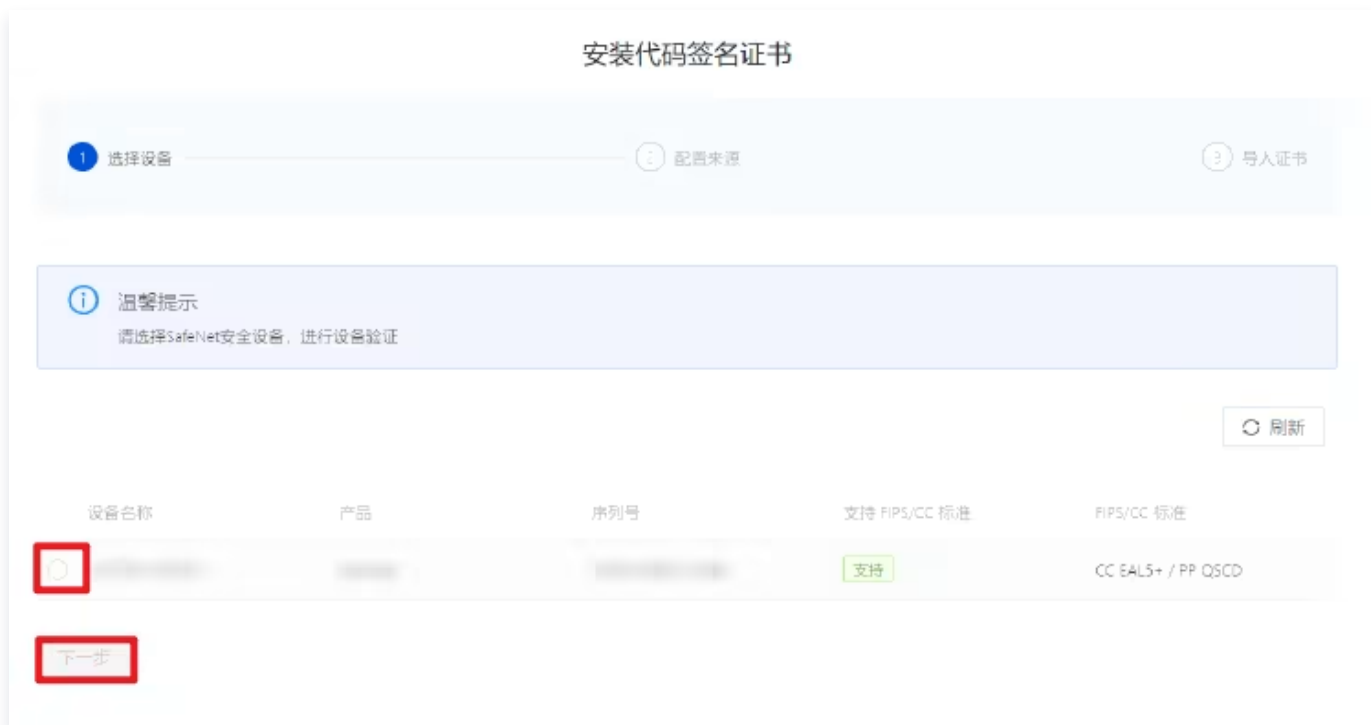 安装代码签名证书
1 选择设备 2 配置来源 3 导入证书
温馨提示
请选择SafeNet安全设备，进行设备验证
刷新
设备名称 产品 序列号 支持 FIPS/CC 标准 FIPS/CC 标准
支持 CC EAL5+ / PP QSCD
下一步